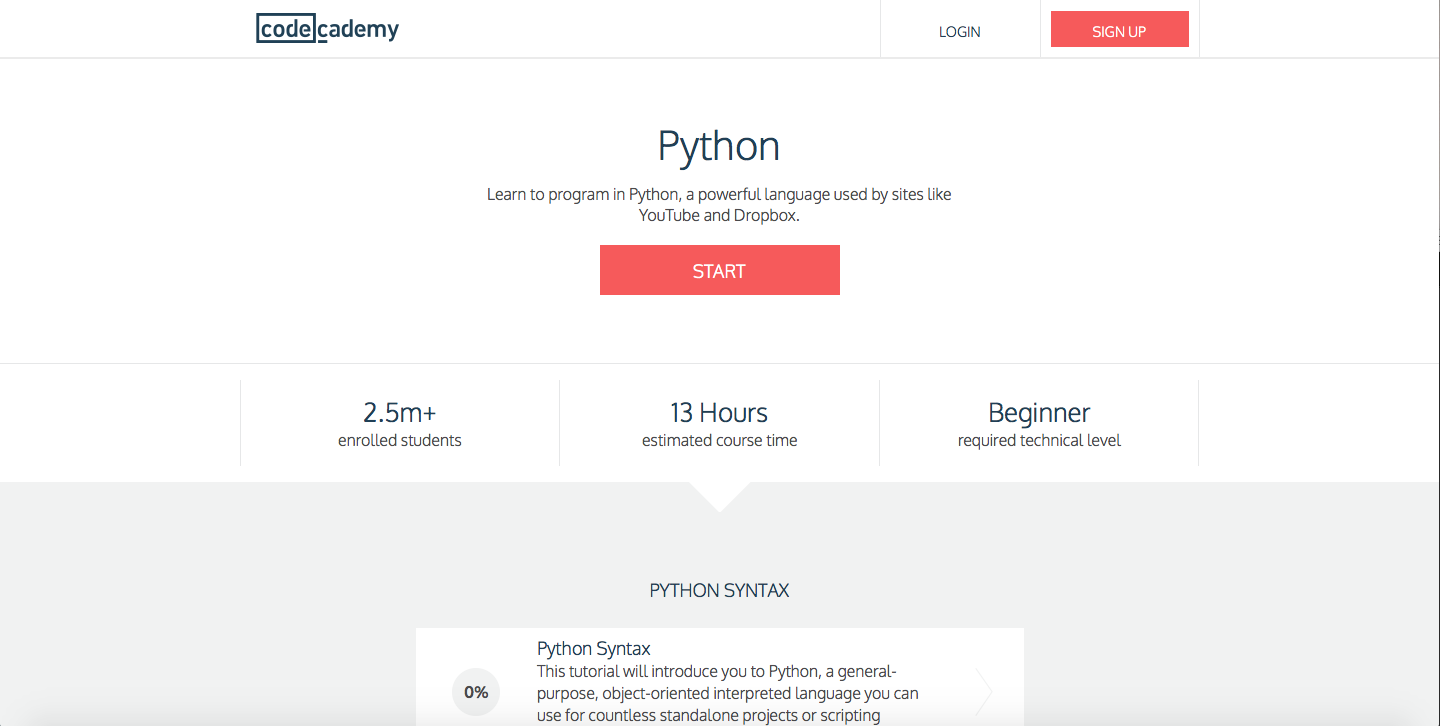 codecademy
LOGIN
SIGN UP
Python
Learn to program in Python, a powerful language used by sites like
YouTube and Dropbox.
START
2.5m+
enrolled students
13 Hours
estimated course time
Beginner
required technical level
PYTHON SYNTAX
Python Syntax
This tutorial will introduce you to Python, a general-
0%
purpose, object-oriented interpreted language you can
use for countless standalone projects or scripting